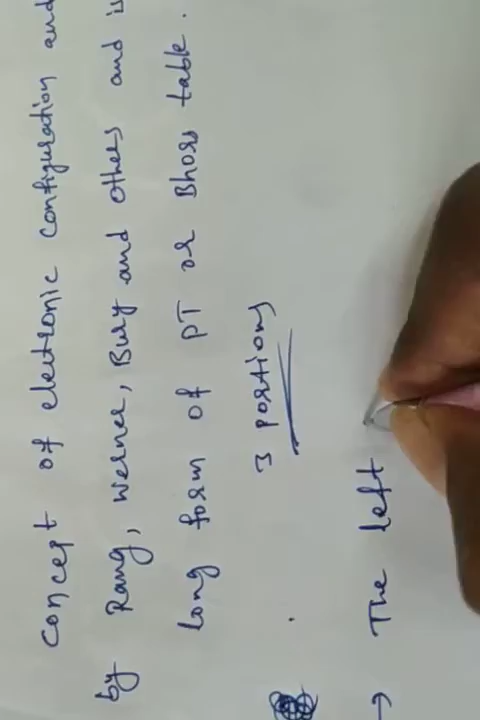 concept of electronic configuration and
by Rang, Werner, Bury and others and is
long form of PT or Bhors table.
3 portions
→ The left